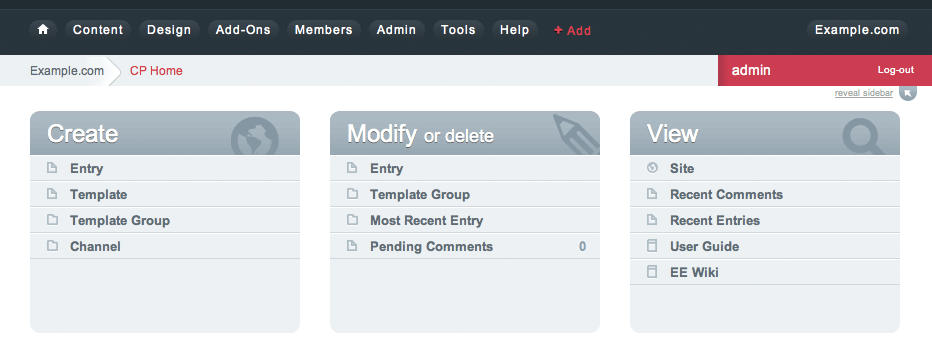 Content Design Add-Ons Members Admin Tools Help + Add Example.com
Example.com CP Home admin Log-out
reveal sidebar
Create
Entry
Template
Template Group
Channel
Modify or delete
Entry
Template Group
Most Recent Entry
Pending Comments 0
View
Site
Recent Comments
Recent Entries
User Guide
EE Wiki